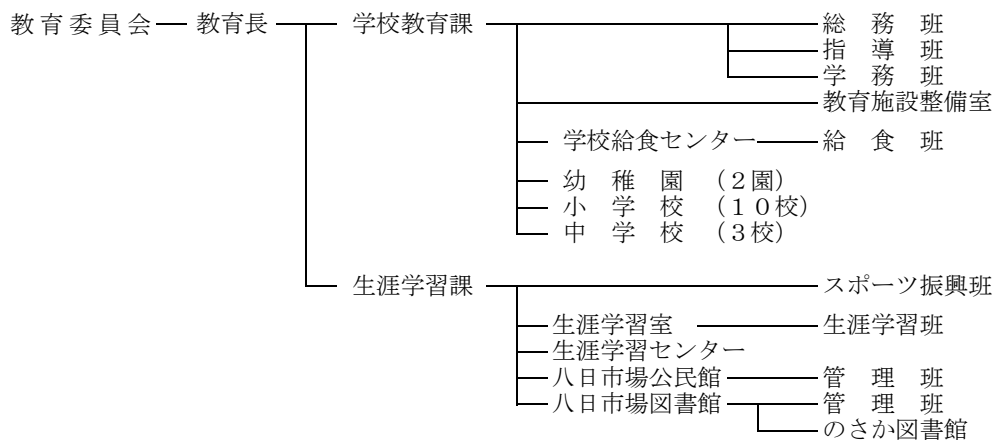 教育委員会 教育長 学校教育課 総務班
指導班
学務班
教育施設整備室
学校給食センター 給食班
幼稚園 (2園)
小学校 (10校)
中学校 (3校)
生涯学習課 スポーツ振興班
生涯学習室 生涯学習班
生涯学習センター
八日市場公民館 管理班
八日市場図書館 管理班
のさか図書館